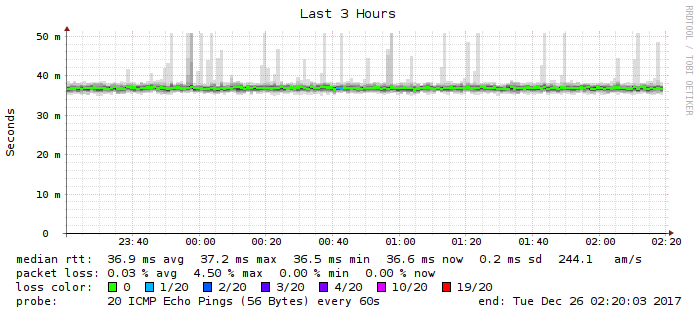 Last 3 Hours
RRDTOOL / TOBI OETIKER
Seconds
50 m
40 m
30 m
20 m
10 m
0
23:40 00:00 00:20 00:40 01:00 01:20 01:40 02:00 02:20
median rtt: 36.9 ms avg 37.2 ms max 36.5 ms min 36.6 ms now 0.2 ms sd 244.1 am/s
packet loss: 0.03 % avg 4.50 % max 0.00 % min 0.00 % now
loss color: 0 1/20 2/20 3/20 4/20 10/20 19/20
probe: 20 ICMP Echo Pings (56 Bytes) every 60s end: Tue Dec 26 02:20:03 2017